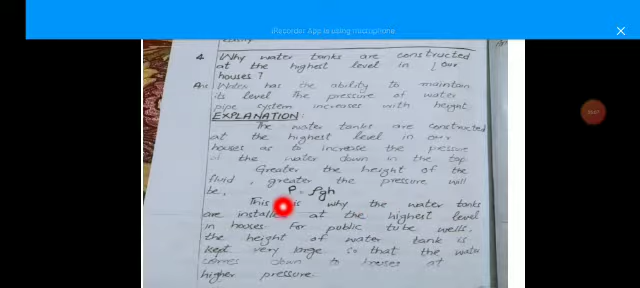 iRecorder App is using microphone
4 Why water tanks are constructed
at the highest level in our
houses ?
Ans Water has the ability to maintain
its level The pressure of water
pipe system increases with height
EXPLANATION:
The water tanks are constructed
at the highest level in our
houses as to increase the pressure
of the water down in the tap
Greater the height of the
fluid, greater the pressure will
be, P = ρgh
This is why the water tanks
are installed at the highest level
in houses. For public tube wells,
the height of water tank is
kept very large so that the water
comes down to houses at
higher pressure.